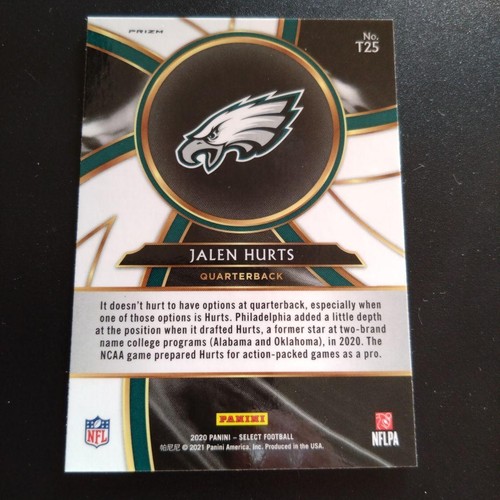 PRIZM
No.
T25
JALEN HURTS
QUARTERBACK
It doesn't hurt to have options at quarterback, especially when
one of those options is Hurts. Philadelphia added a little depth
at the position when it drafted Hurts, a former star at two-brand
name college programs (Alabama and Oklahoma), in 2020. The
NCAA game prepared Hurts for action-packed games as a pro.
PANINI
NFL
NFLPA
2020 PANINI – SELECT FOOTBALL
帕尼尼 © 2021 Panini America, Inc. Produced in the USA.